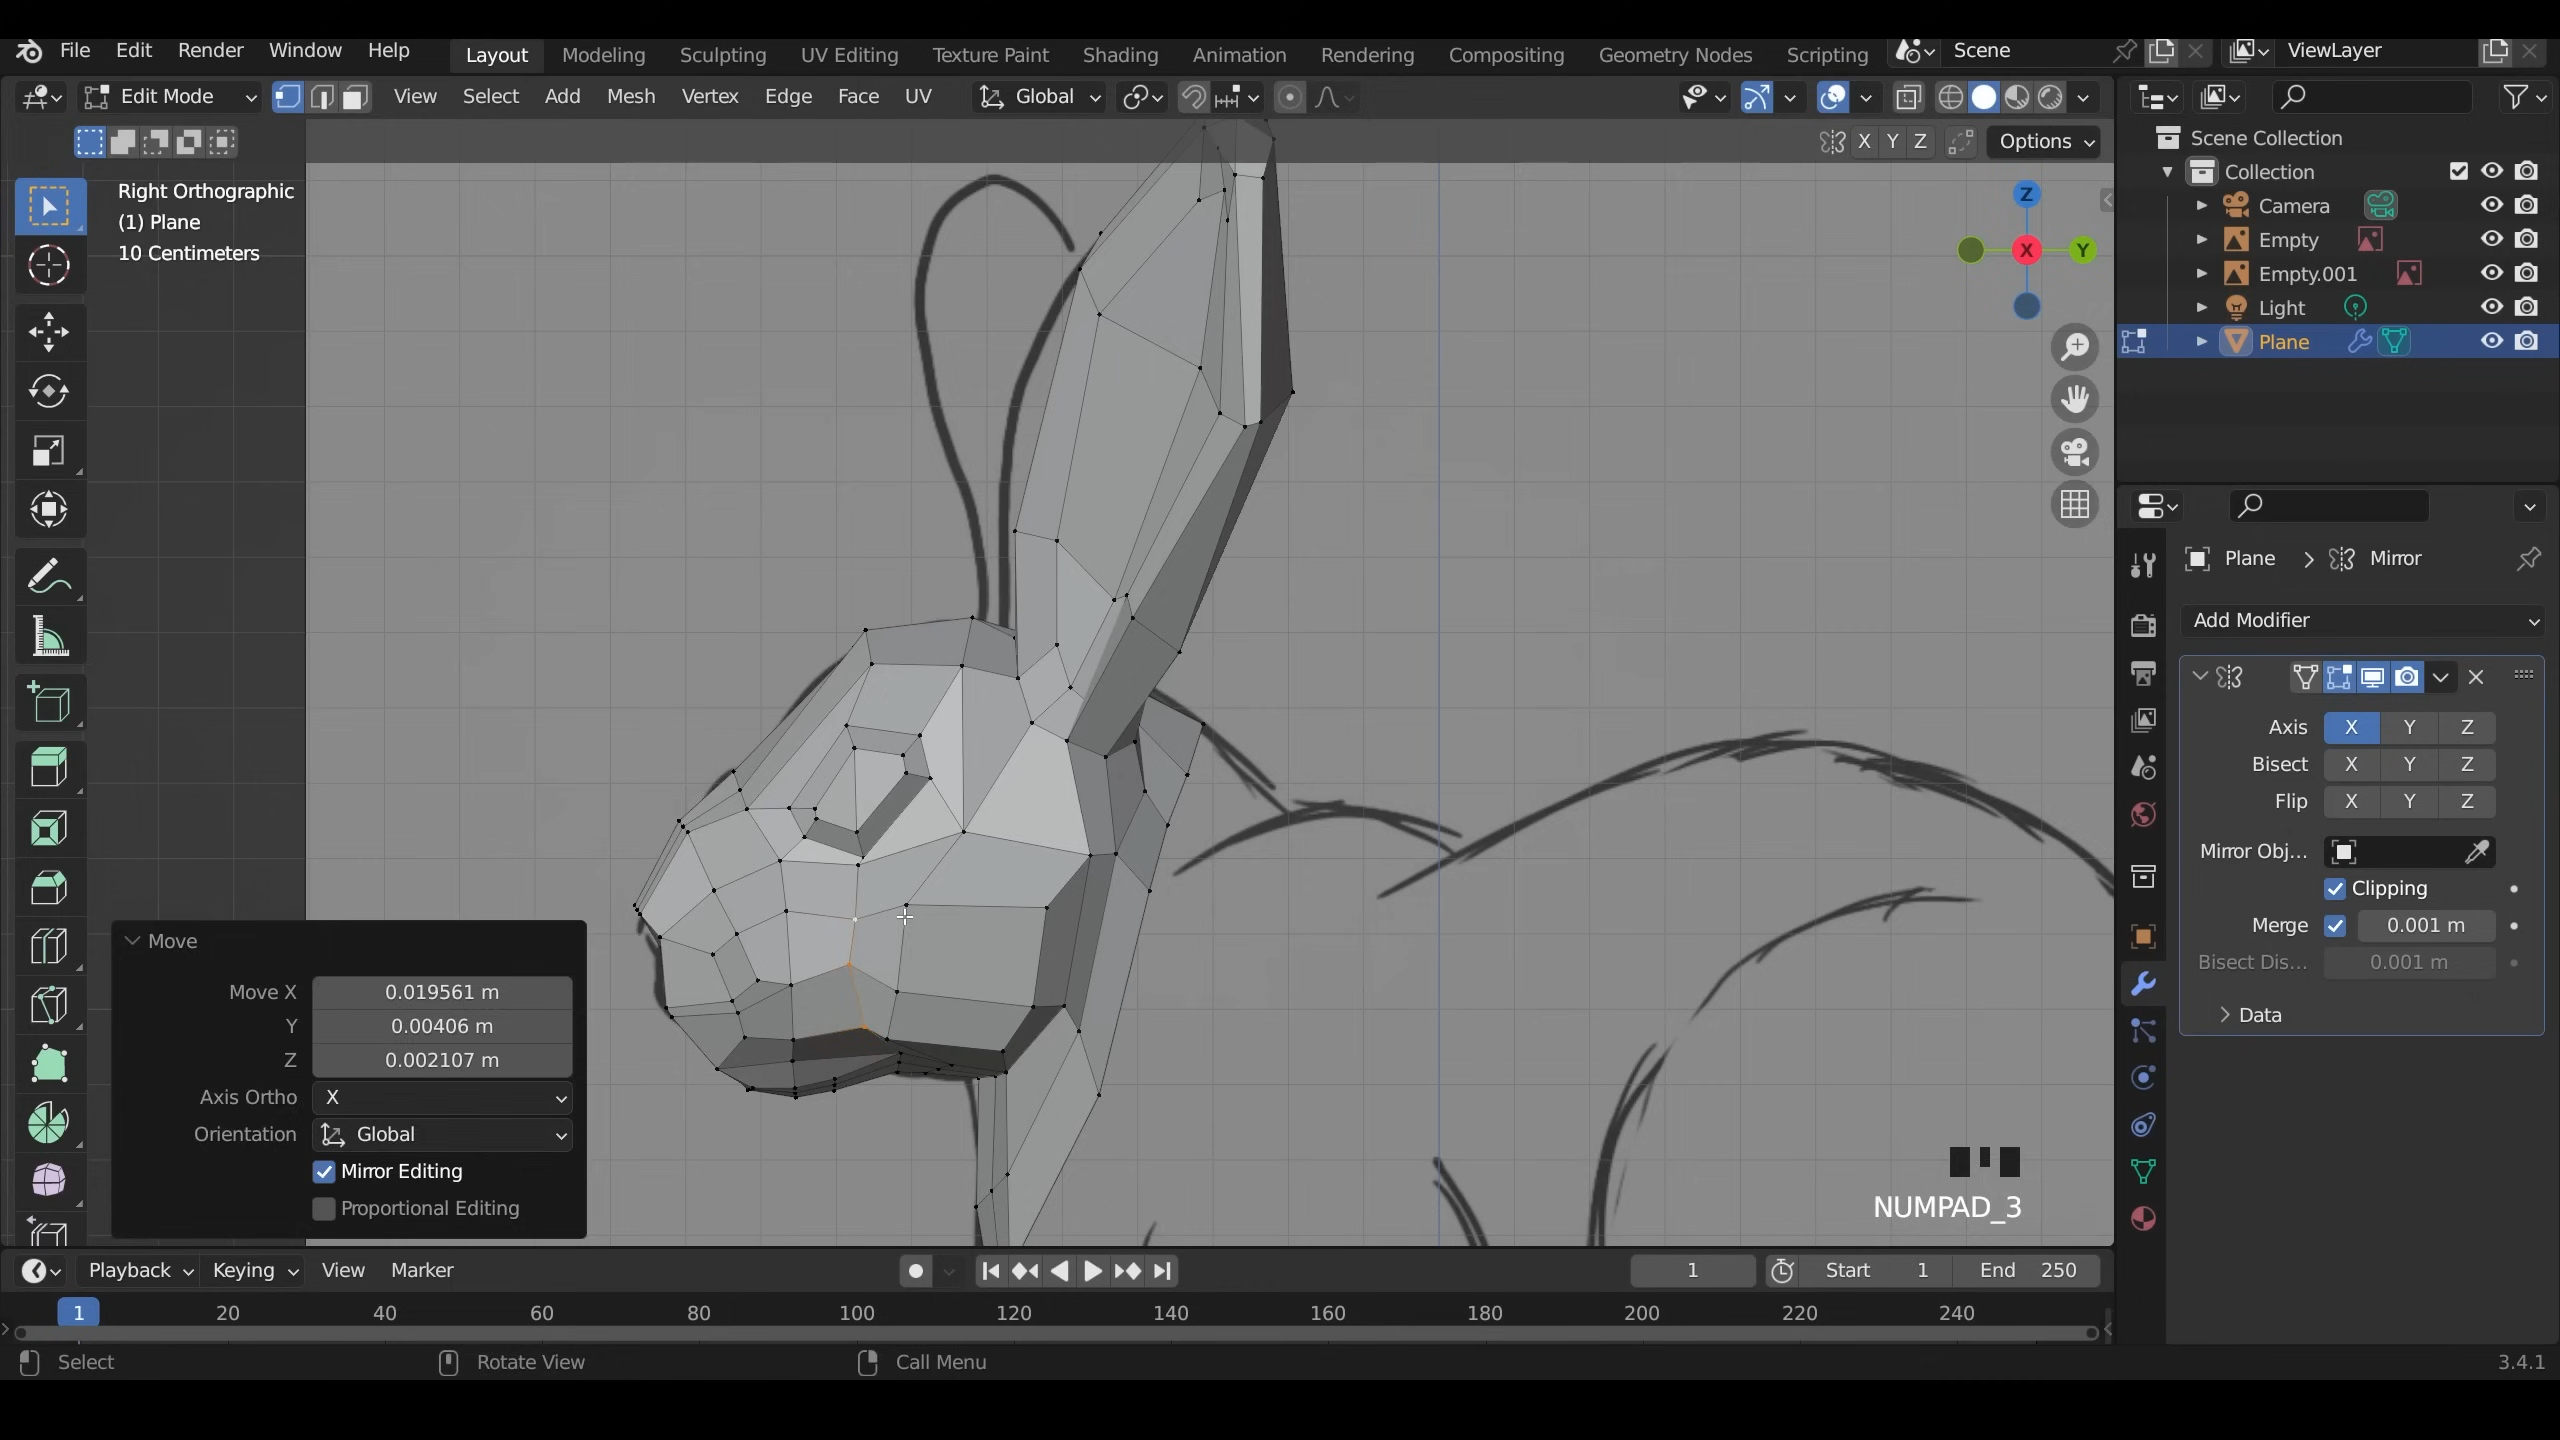 File Edit Render Window Help Layout Modeling Sculpting UV Editing Texture Paint Shading Animation Rendering Compositing Geometry Nodes Scripting Scene ViewLayer
Edit Mode View Select Add Mesh Vertex Edge Face UV Global
X Y Z Options
Right Orthographic
(1) Plane
10 Centimeters
Z
X
Y
Scene Collection
Collection
Camera
Empty
Empty.001
Light
Plane
Plane Mirror
Add Modifier
Axis X Y Z
Bisect X Y Z
Flip X Y Z
Mirror Obj...
Clipping
Merge 0.001 m
Bisect Dis... 0.001 m
Data
Move
Move X 0.019561 m
Y 0.00406 m
Z 0.002107 m
Axis Ortho X
Orientation Global
Mirror Editing
Proportional Editing
NUMPAD_3
Playback Keying View Marker 1 Start 1 End 250
1 20 40 60 80 100 120 140 160 180 200 220 240
Select Rotate View Call Menu 3.4.1